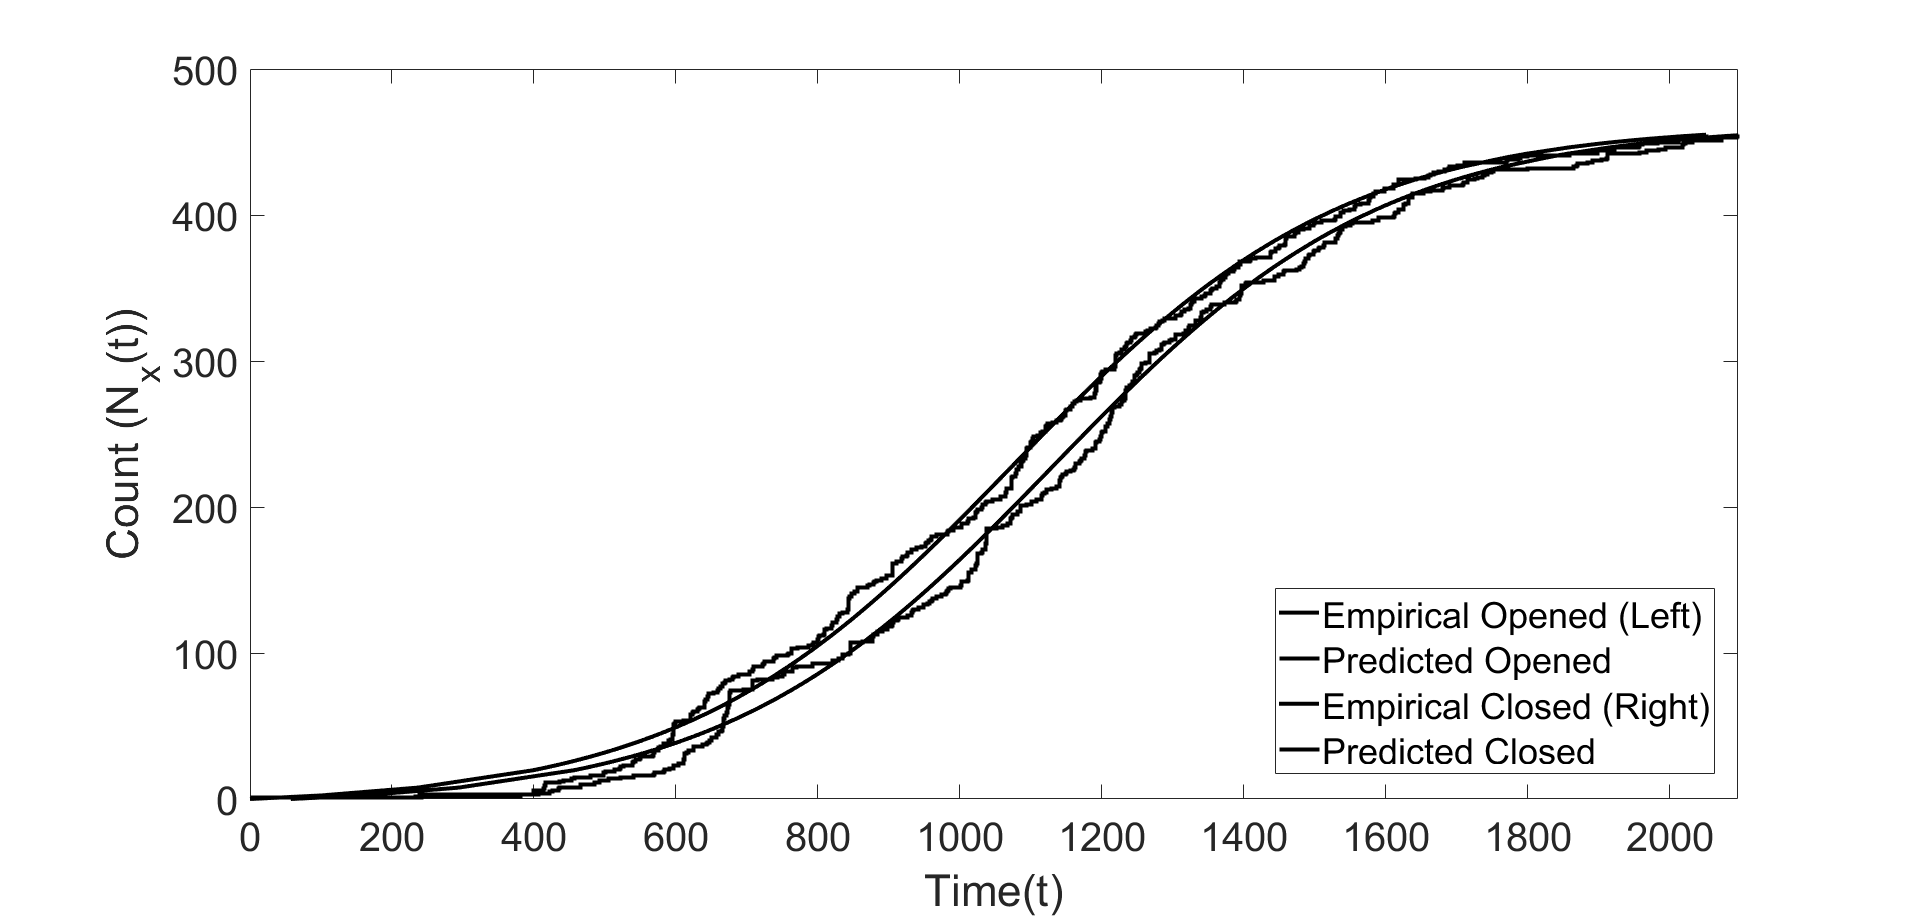 500
400
300
200
100
0
Count (Nx(t))
0 200 400 600 800 1000 1200 1400 1600 1800 2000
Time(t)
Empirical Opened (Left)
Predicted Opened
Empirical Closed (Right)
Predicted Closed